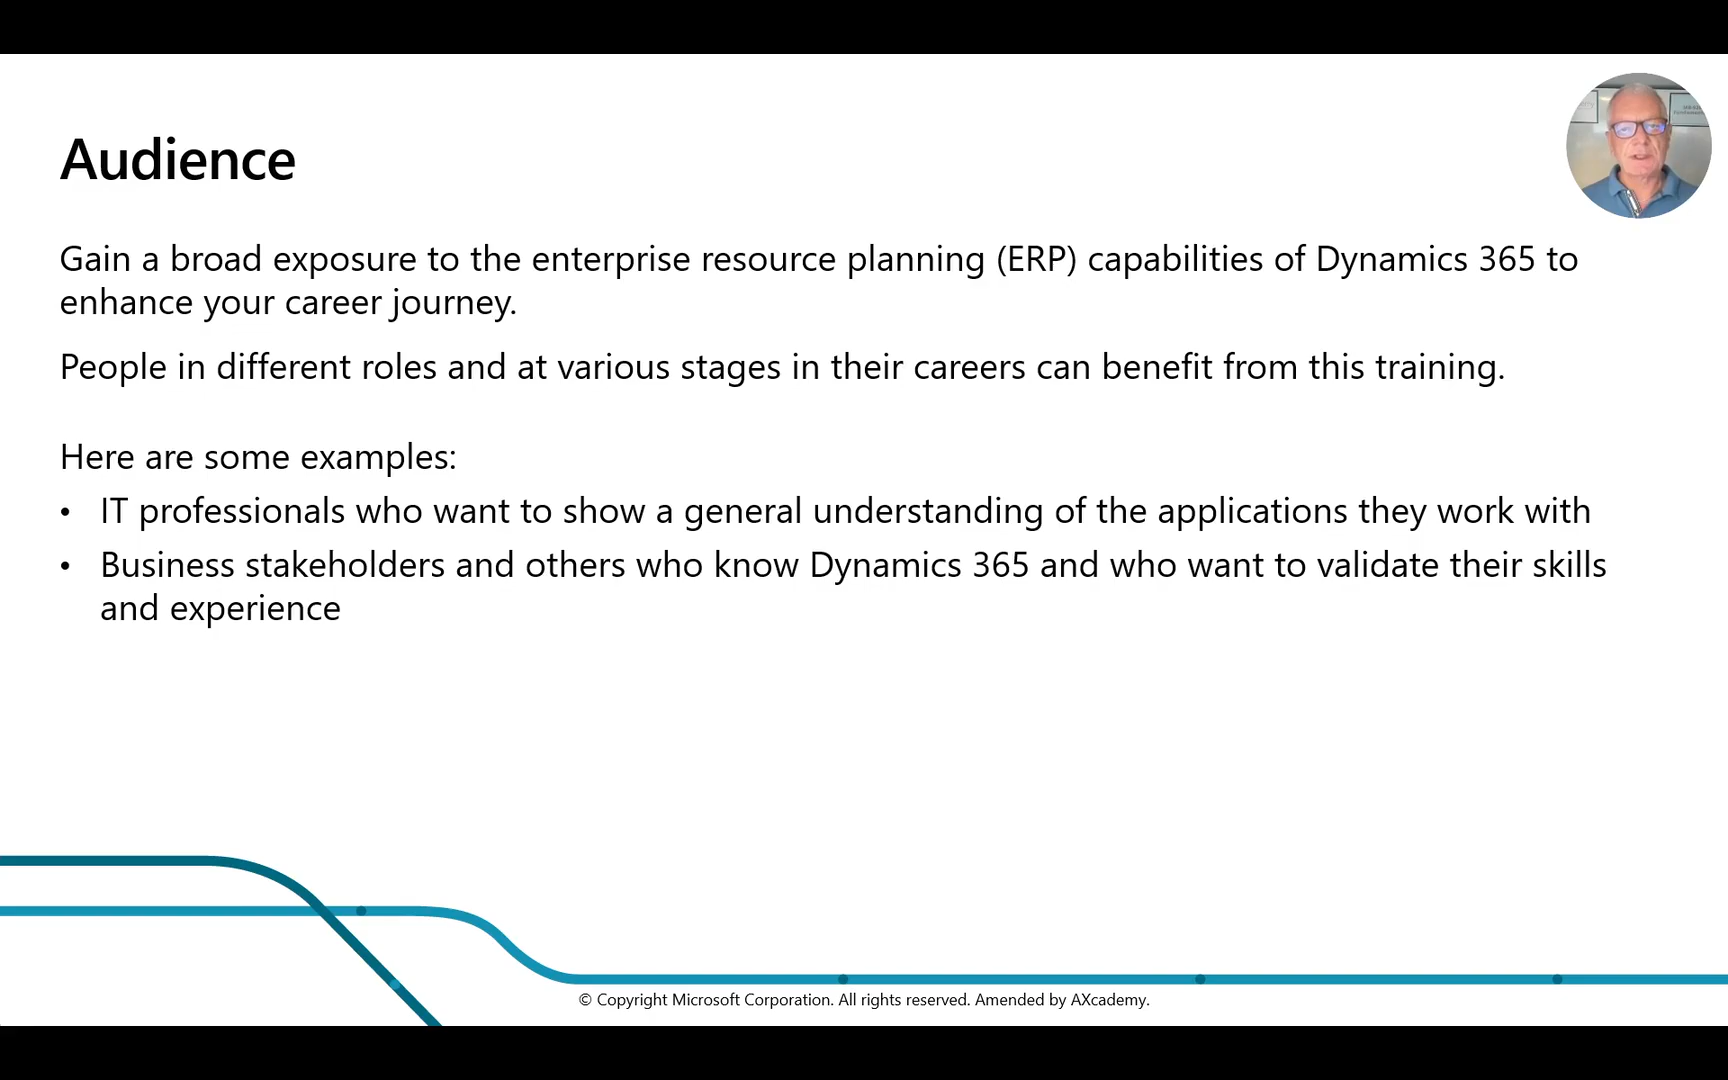 Audience
Gain a broad exposure to the enterprise resource planning (ERP) capabilities of Dynamics 365 to
enhance your career journey.
People in different roles and at various stages in their careers can benefit from this training.
Here are some examples:
• IT professionals who want to show a general understanding of the applications they work with
• Business stakeholders and others who know Dynamics 365 and who want to validate their skills
and experience
© Copyright Microsoft Corporation. All rights reserved. Amended by AXcademy.